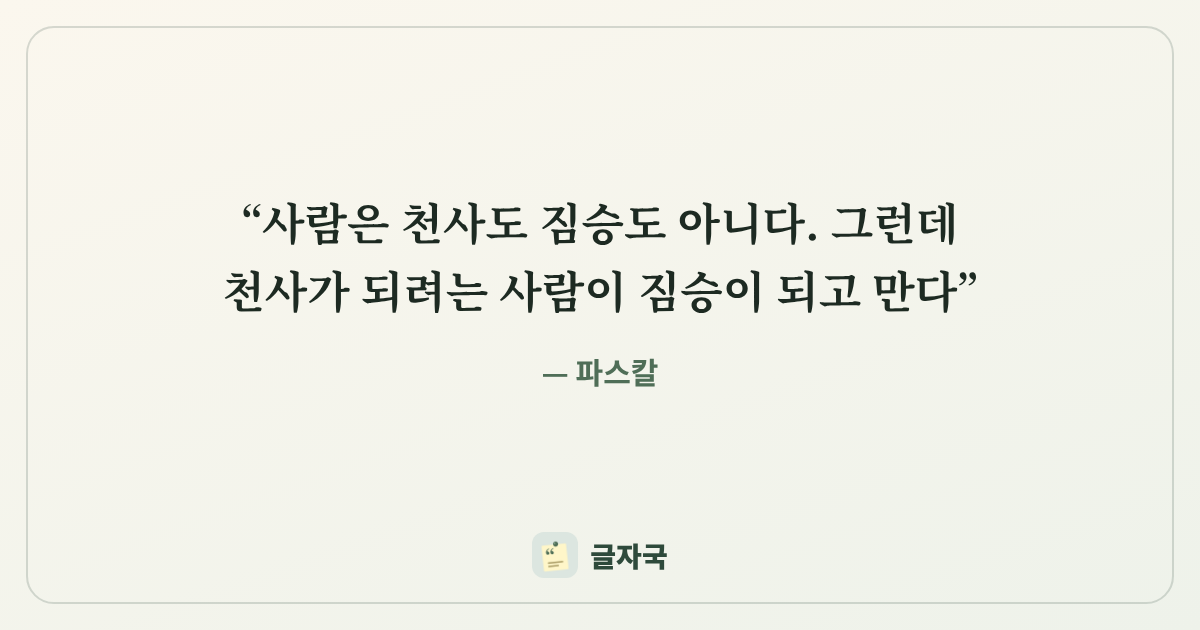 “사람은 천사도 짐승도 아니다. 그런데
천사가 되려는 사람이 짐승이 되고 만다”
— 파스칼
글자국